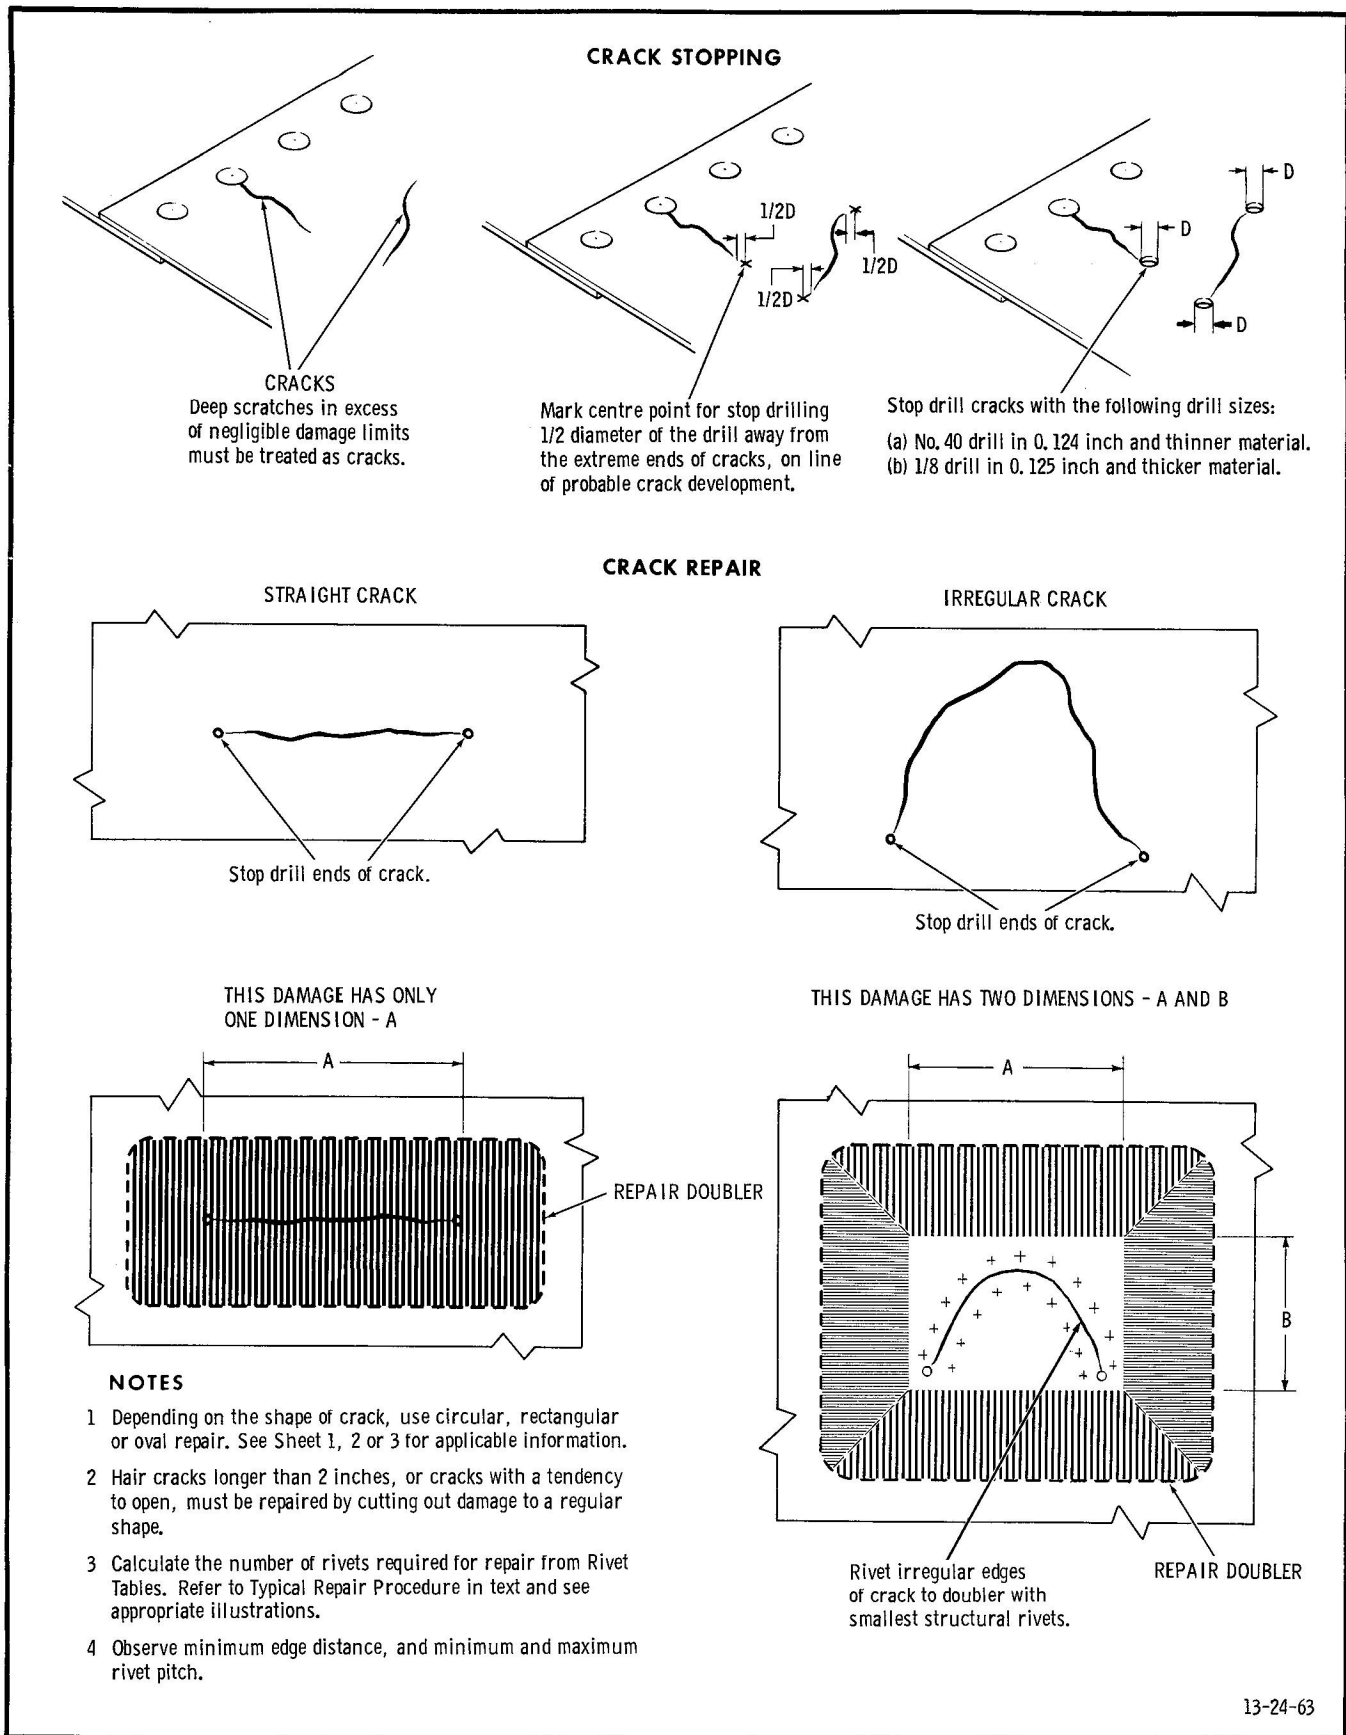 CRACK STOPPING
1/2D
1/2D
1/2D
D
D
D
CRACKS
Deep scratches in excess
of negligible damage limits
must be treated as cracks.
Mark centre point for stop drilling
1/2 diameter of the drill away from
the extreme ends of cracks, on line
of probable crack development.
Stop drill cracks with the following drill sizes:
(a) No. 40 drill in 0.124 inch and thinner material.
(b) 1/8 drill in 0.125 inch and thicker material.
CRACK REPAIR
STRAIGHT CRACK
Stop drill ends of crack.
IRREGULAR CRACK
Stop drill ends of crack.
THIS DAMAGE HAS ONLY
ONE DIMENSION - A
A
REPAIR DOUBLER
THIS DAMAGE HAS TWO DIMENSIONS - A AND B
A
B
Rivet irregular edges
of crack to doubler with
smallest structural rivets.
REPAIR DOUBLER
NOTES
1 Depending on the shape of crack, use circular, rectangular
or oval repair. See Sheet 1, 2 or 3 for applicable information.
2 Hair cracks longer than 2 inches, or cracks with a tendency
to open, must be repaired by cutting out damage to a regular
shape.
3 Calculate the number of rivets required for repair from Rivet
Tables. Refer to Typical Repair Procedure in text and see
appropriate illustrations.
4 Observe minimum edge distance, and minimum and maximum
rivet pitch.
13-24-63